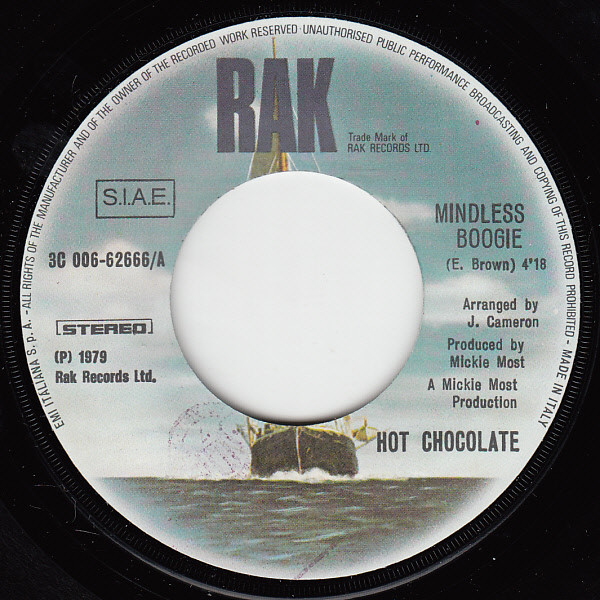 EMI ITALIANA S.p.A. - ALL RIGHTS OF THE MANUFACTURER AND OF THE OWNER OF THE RECORDED WORK RESERVED UNAUTHORISED PUBLIC PERFORMANCE BROADCASTING AND COPYING OF THIS RECORD PROHIBITED - MADE IN ITALY
RAK
Trade Mark of
RAK RECORDS LTD.
S.I.A.E.
MINDLESS
BOOGIE
3C 006-62666/A
(E. Brown) 4'18
Arranged by
J. Cameron
STEREO
Produced by
Mickie Most
(P) 1979
Rak Records Ltd.
A Mickie Most
Production
HOT CHOCOLATE